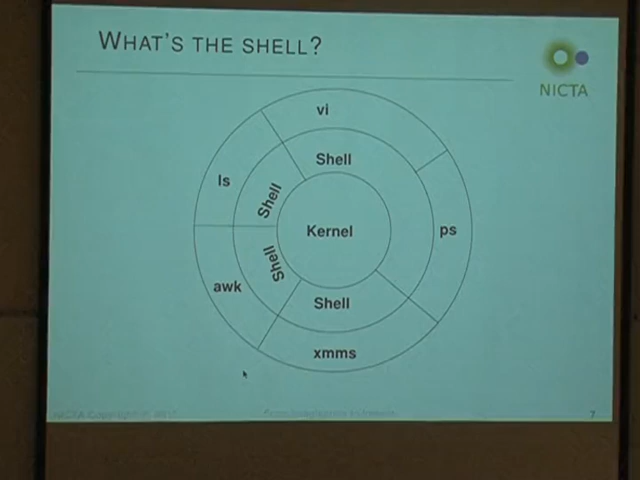 WHAT'S THE SHELL?
NICTA
vi
Shell
ls
Shell
Kernel
ps
Shell
awk
Shell
xmms
7